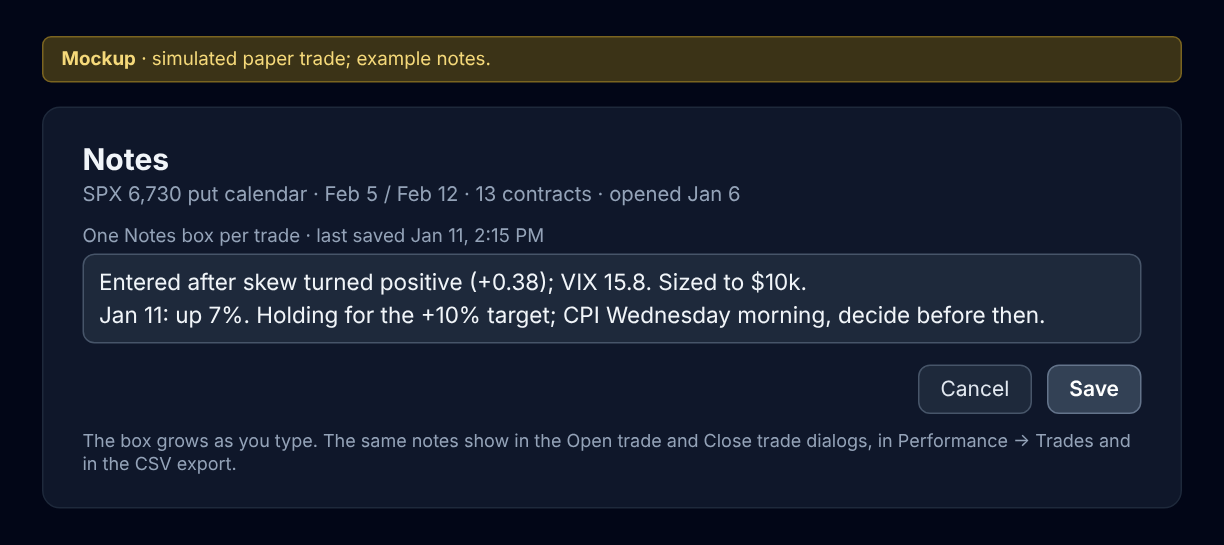 Mockup · simulated paper trade; example notes.
Notes
SPX 6,730 put calendar · Feb 5 / Feb 12 · 13 contracts · opened Jan 6
One Notes box per trade · last saved Jan 11, 2:15 PM
Entered after skew turned positive (+0.38); VIX 15.8. Sized to $10k.
Jan 11: up 7%. Holding for the +10% target; CPI Wednesday morning, decide before then.
Cancel
Save
The box grows as you type. The same notes show in the Open trade and Close trade dialogs, in Performance → Trades and
in the CSV export.